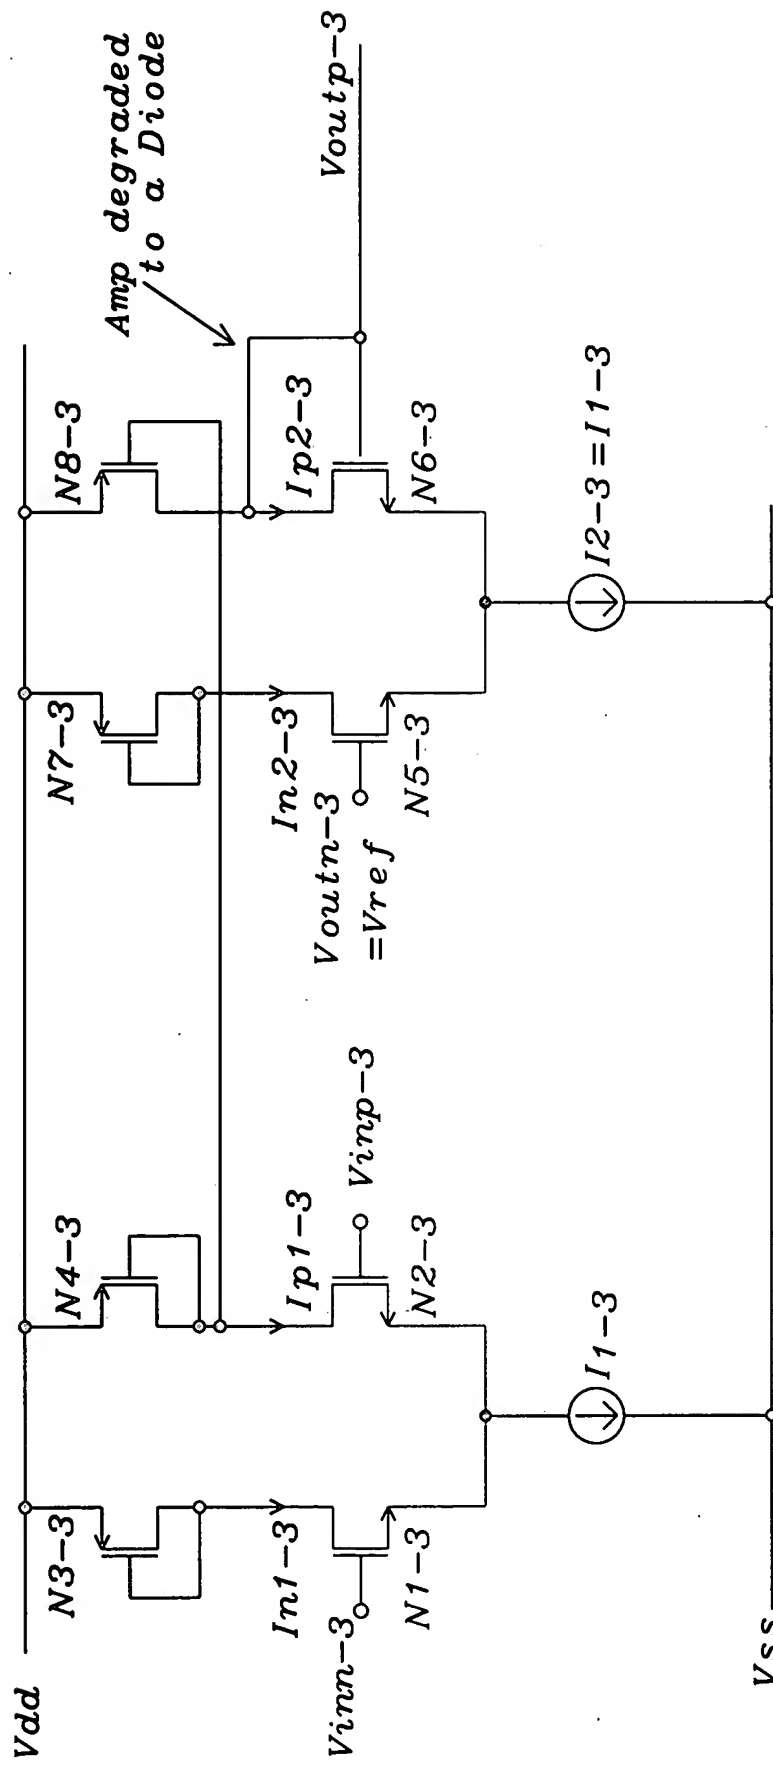 Vdd
N3-3
N4-3
N7-3
N8-3
Amp degraded
to a Diode
In1-3
Ip1-3
In2-3
Ip2-3
Vinn-3
Vinp-3
Voutn-3
=Vref
Voutp-3
N1-3
N2-3
N5-3
N6-3
I1-3
I2-3=I1-3
Vss